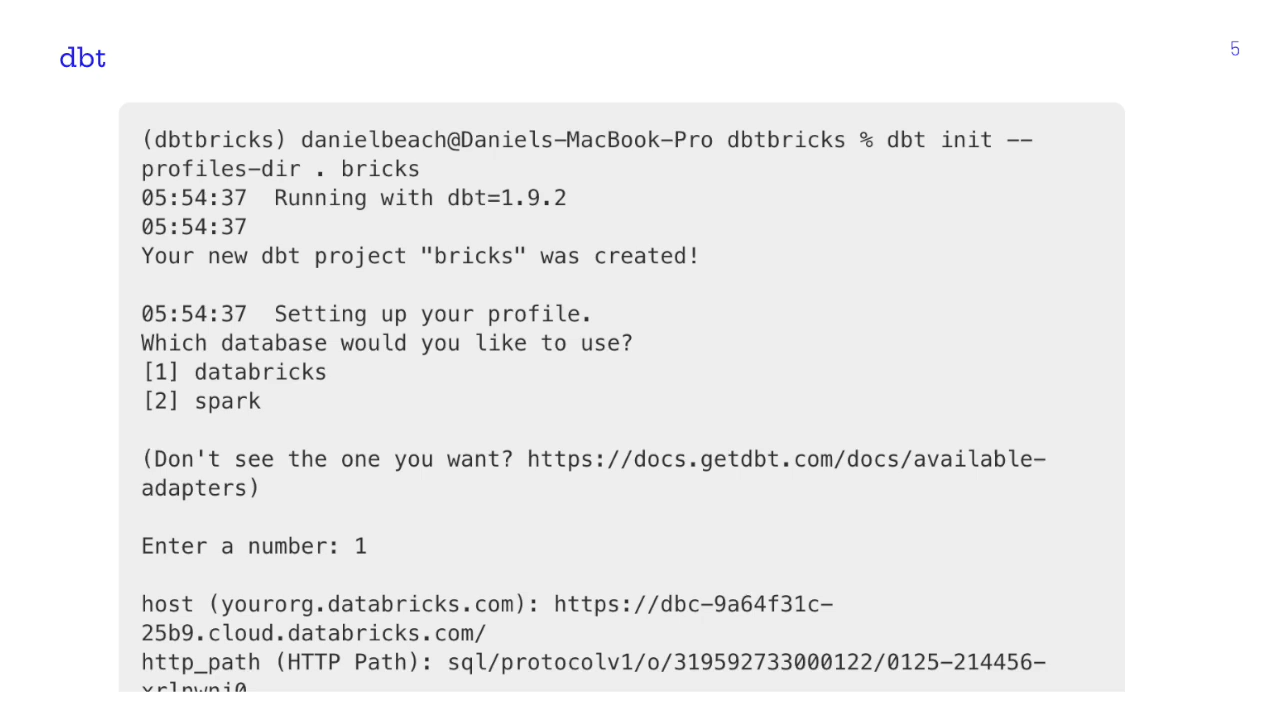 dbt
5
(dbtbricks) danielbeach@Daniels-MacBook-Pro dbtbricks % dbt init --
profiles-dir . bricks
05:54:37  Running with dbt=1.9.2
05:54:37
Your new dbt project "bricks" was created!
05:54:37  Setting up your profile.
Which database would you like to use?
[1] databricks
[2] spark
(Don't see the one you want? https://docs.getdbt.com/docs/available-
adapters)
Enter a number: 1
host (yourorg.databricks.com): https://dbc-9a64f31c-
25b9.cloud.databricks.com/
http_path (HTTP Path): sql/protocolv1/o/319592733000122/0125-214456-